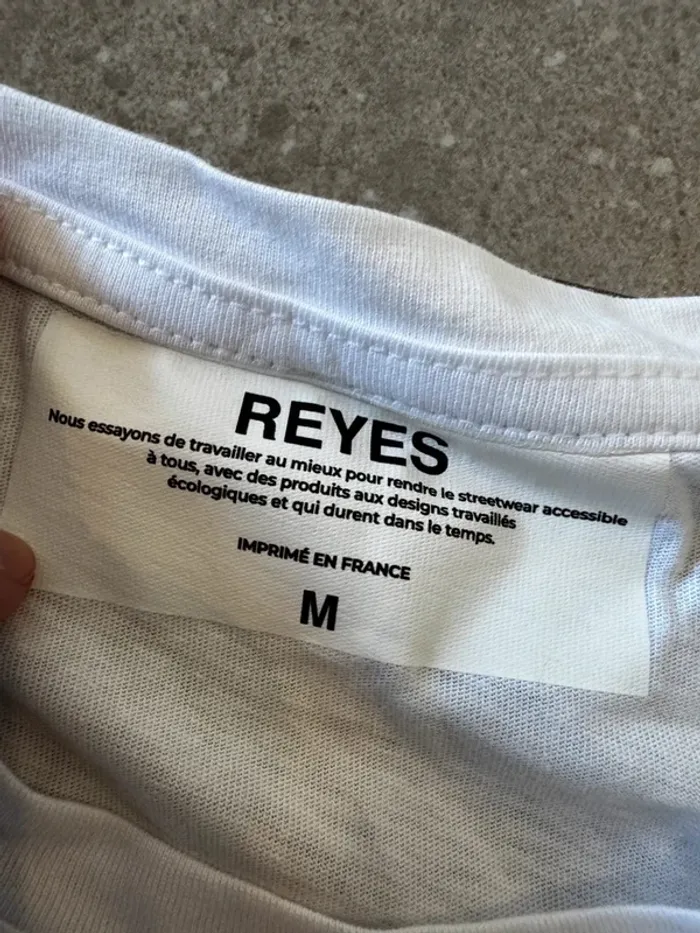 REYES
Nous essayons de travailler au mieux pour rendre le streetwear accessible
à tous, avec des produits aux designs travaillés
écologiques et qui durent dans le temps.
IMPRIMÉ EN FRANCE
M